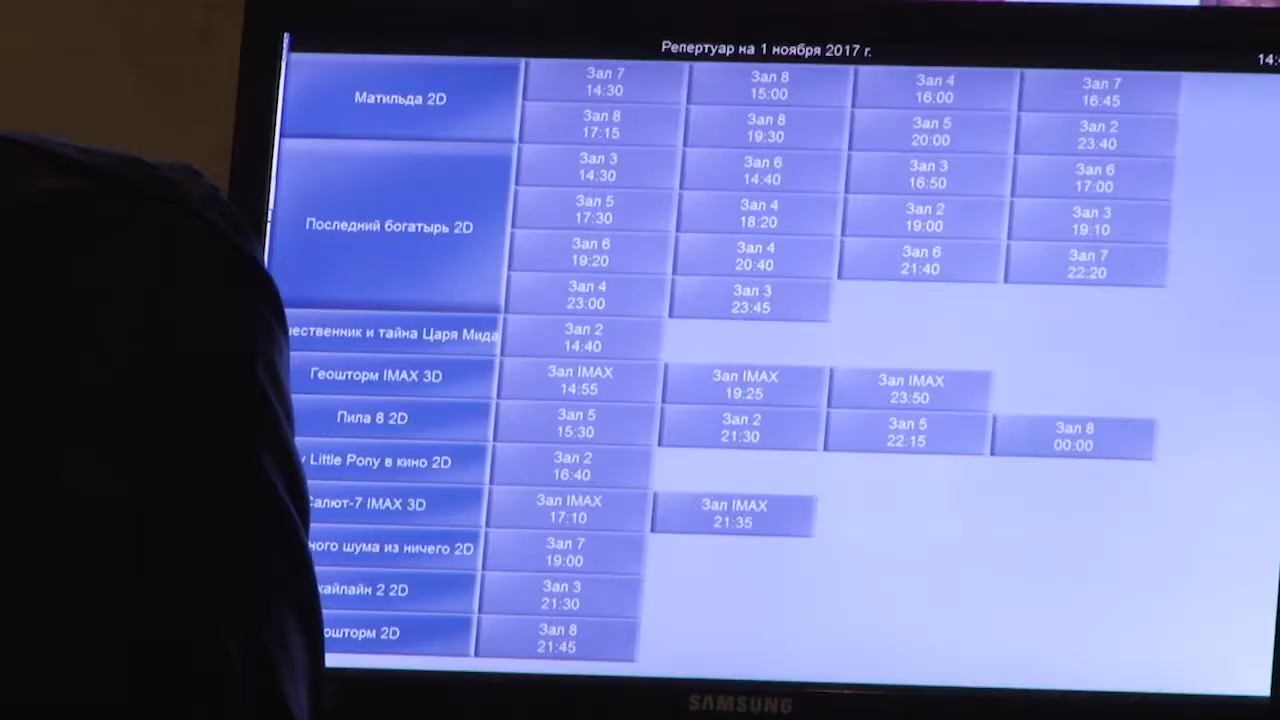 Репертуар на 1 ноября 2017 г.
14:
Матильда 2D
Зал 7
14:30
Зал 8
15:00
Зал 4
16:00
Зал 7
16:45
Зал 8
17:15
Зал 8
19:30
Зал 5
20:00
Зал 2
23:40
Последний богатырь 2D
Зал 3
14:30
Зал 6
14:40
Зал 3
16:50
Зал 6
17:00
Зал 5
17:30
Зал 4
18:20
Зал 2
19:00
Зал 3
19:10
Зал 6
19:20
Зал 4
20:40
Зал 6
21:40
Зал 7
22:20
Зал 4
23:00
Зал 3
23:45
ественник и тайна Царя Мида
Зал 2
14:40
Геошторм IMAX 3D
Зал IMAX
14:55
Зал IMAX
19:25
Зал IMAX
23:50
Пила 8 2D
Зал 5
15:30
Зал 2
21:30
Зал 5
22:15
Зал 8
00:00
y Little Pony в кино 2D
Зал 2
16:40
алют-7 IMAX 3D
Зал IMAX
17:10
Зал IMAX
21:35
ного шума из ничего 2D
Зал 7
19:00
кайлайн 2 2D
Зал 3
21:30
ошторм 2D
Зал 8
21:45
SAMSUNG